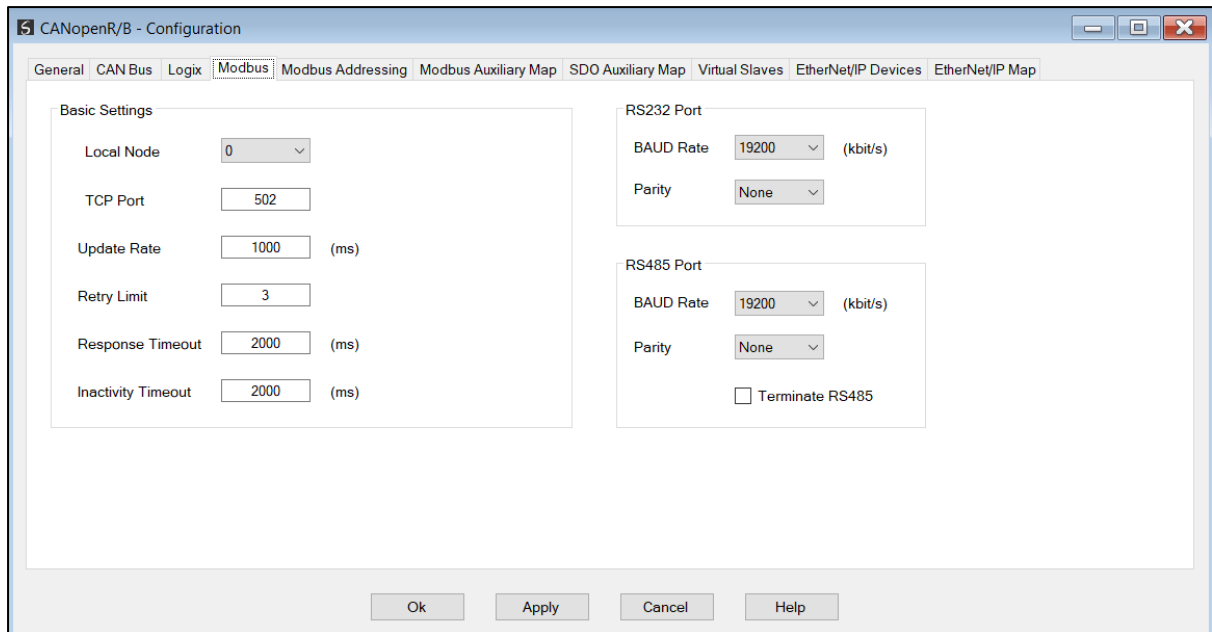 CANopenR/B - Configuration
General CAN Bus Logix Modbus Modbus Addressing Modbus Auxiliary Map SDO Auxiliary Map Virtual Slaves EtherNet/IP Devices EtherNet/IP Map
Basic Settings
Local Node 0
TCP Port 502
Update Rate 1000 (ms)
Retry Limit 3
Response Timeout 2000 (ms)
Inactivity Timeout 2000 (ms)
RS232 Port
BAUD Rate 19200 (kbit/s)
Parity None
RS485 Port
BAUD Rate 19200 (kbit/s)
Parity None
Terminate RS485
Ok Apply Cancel Help